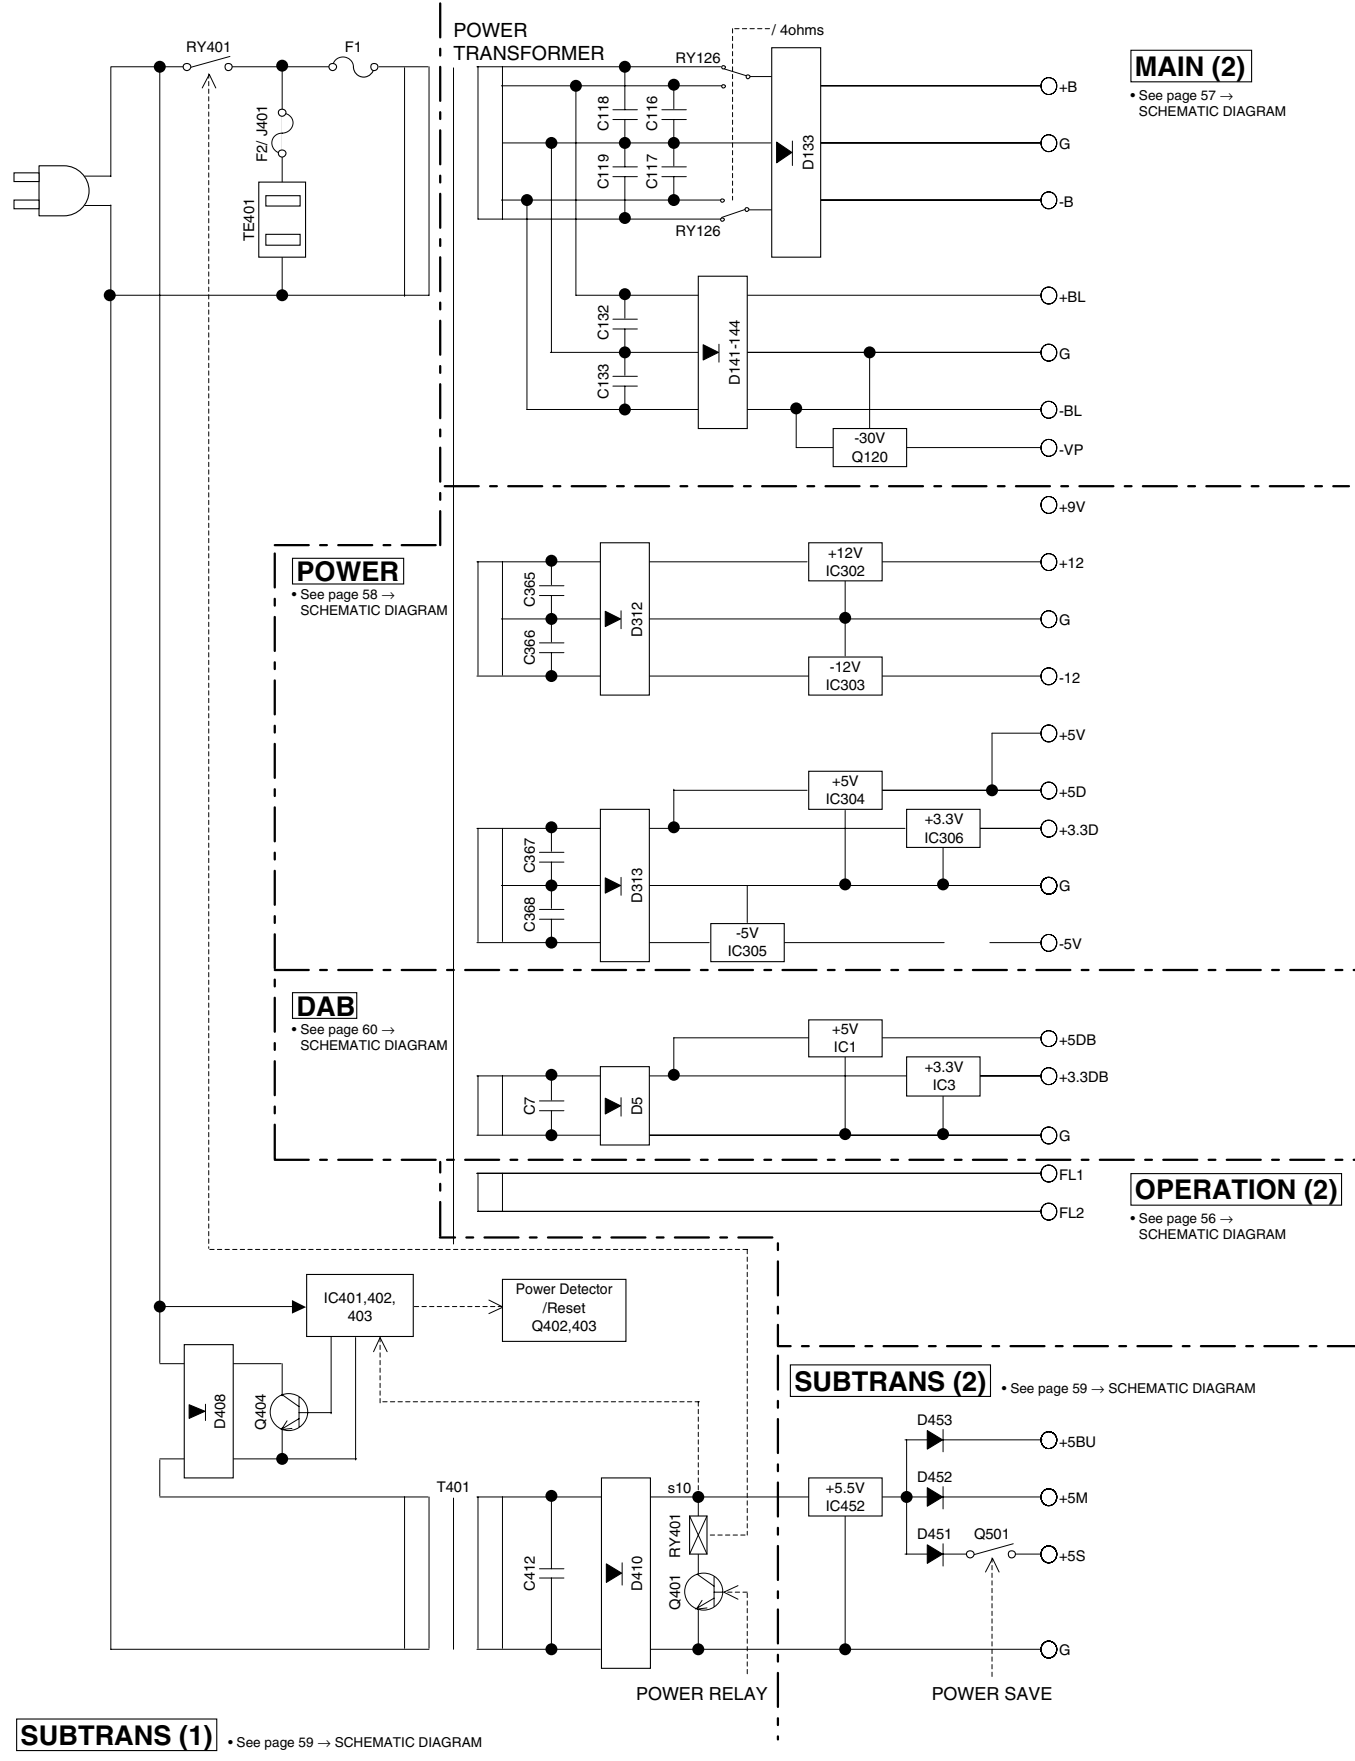 POWER
TRANSFORMER
RY401
F1
F2/ J401
TE401
/ 4ohms
RY126
C118
C116
C119
C117
RY126
D133
MAIN (2)
• See page 57 →
SCHEMATIC DIAGRAM
+B
G
-B
C132
C133
D141-144
+BL
G
-BL
-30V
Q120
-VP
+9V
POWER
• See page 58 →
SCHEMATIC DIAGRAM
C365
C366
D312
+12V
IC302
-12V
IC303
+12
G
-12
+5V
+5V
IC304
+5D
+3.3V
IC306
+3.3D
C367
C368
D313
G
-5V
IC305
-5V
DAB
• See page 60 →
SCHEMATIC DIAGRAM
+5V
IC1
+5DB
+3.3V
IC3
+3.3DB
C7
D5
G
FL1
FL2
OPERATION (2)
• See page 56 →
SCHEMATIC DIAGRAM
IC401,402,
403
Power Detector
/Reset
Q402,403
D408
Q404
SUBTRANS (2)
• See page 59 → SCHEMATIC DIAGRAM
T401
C412
D410
s10
RY401
Q401
+5.5V
IC452
D453
+5BU
D452
+5M
D451
Q501
+5S
G
POWER RELAY
POWER SAVE
SUBTRANS (1)
• See page 59 → SCHEMATIC DIAGRAM